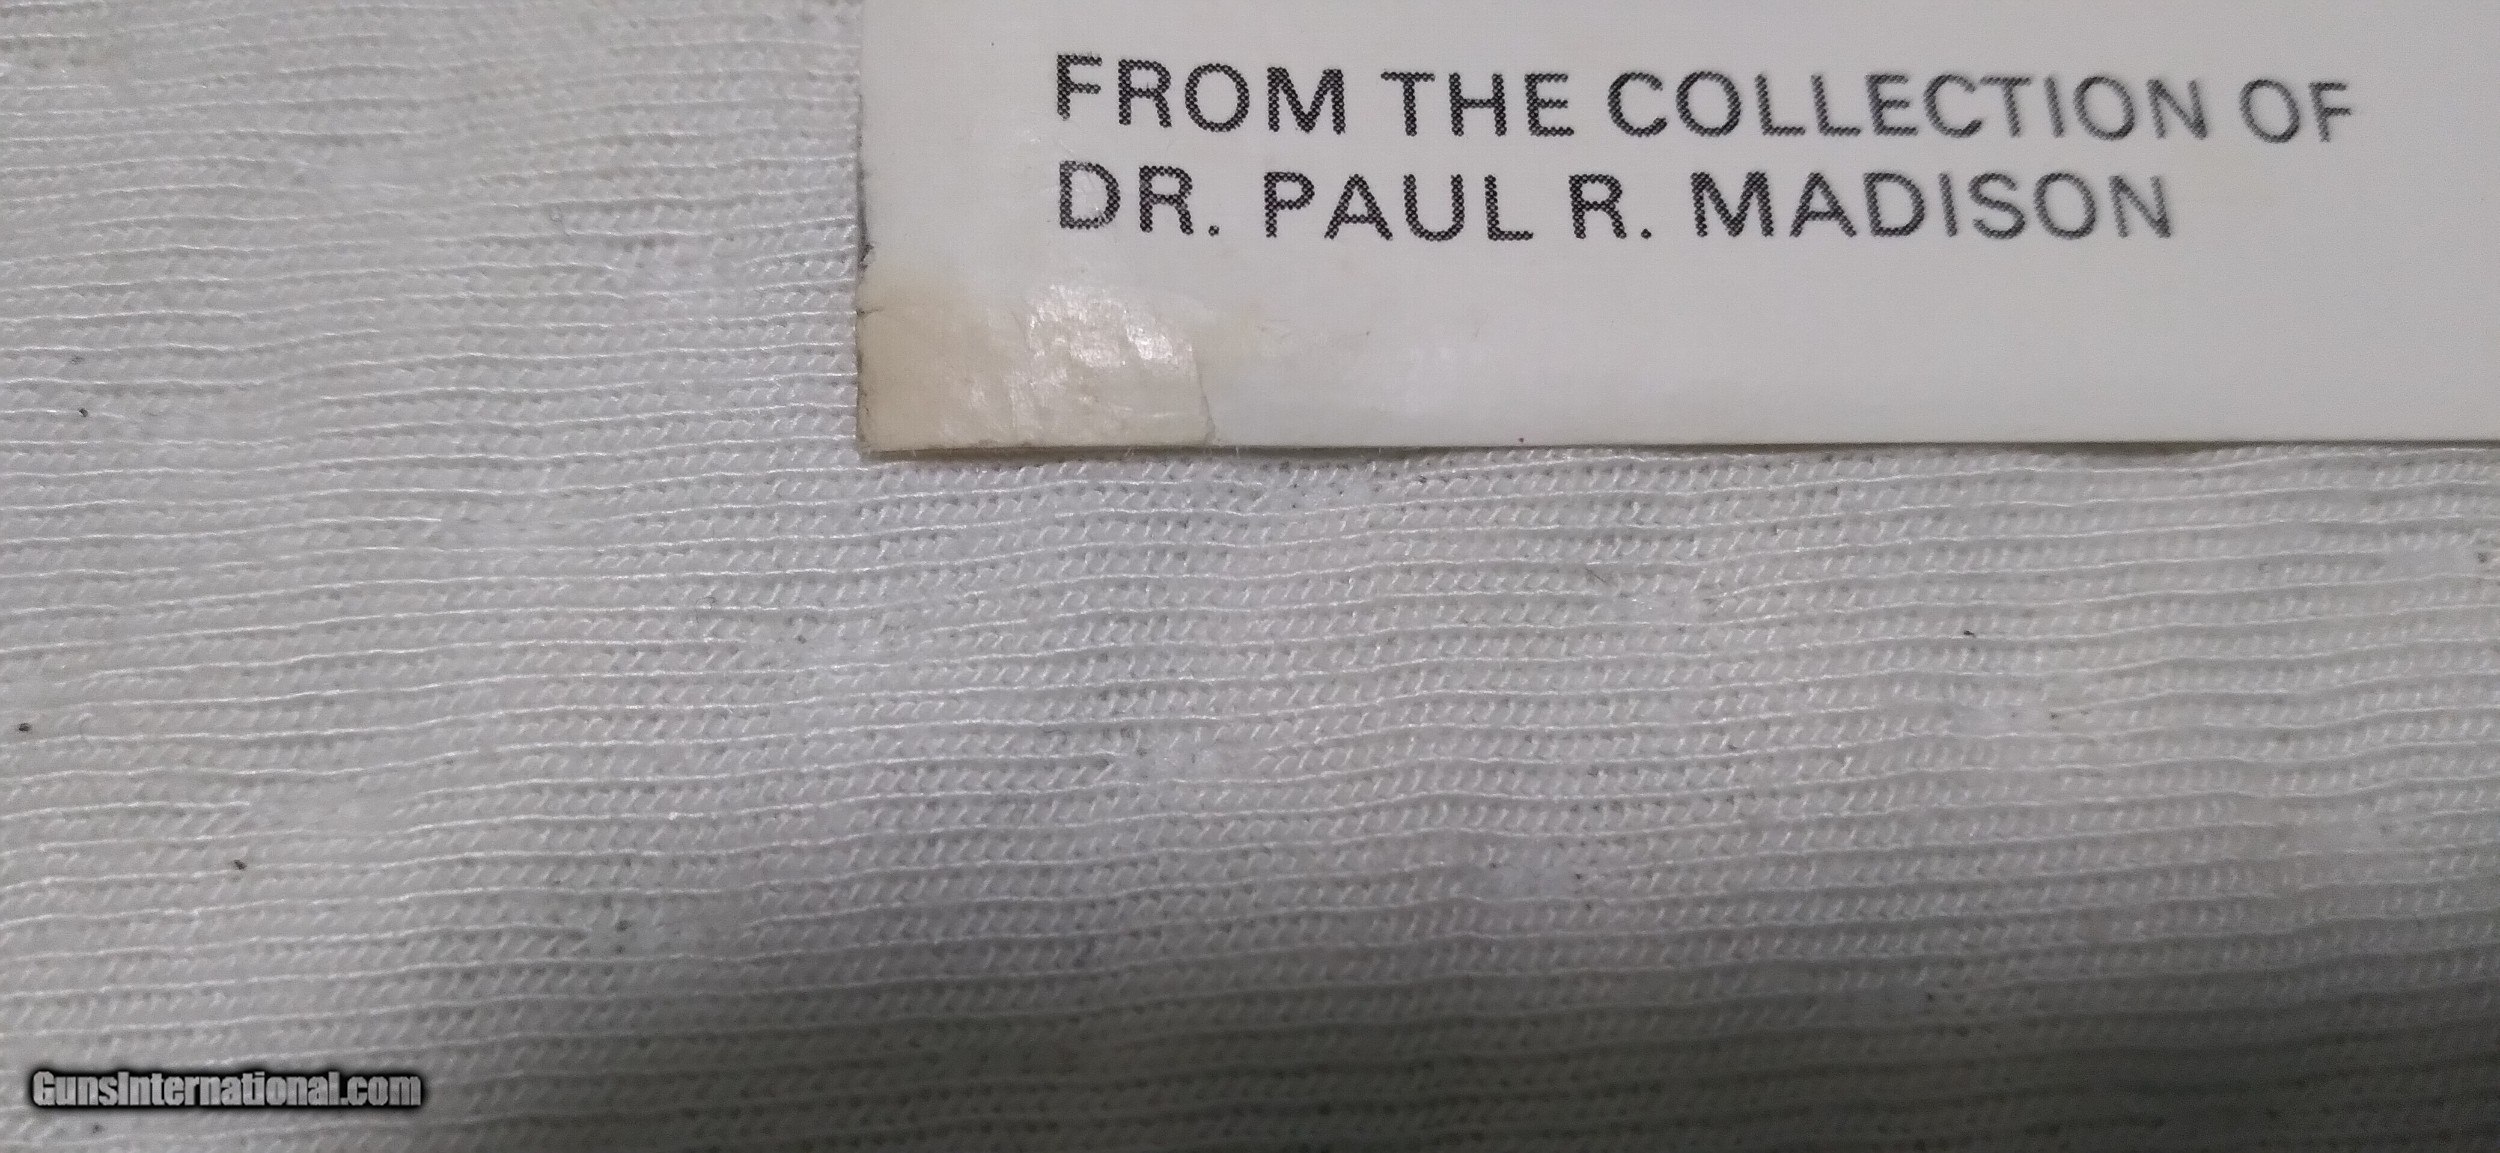 FROM THE COLLECTION OF
DR. PAUL R. MADISON
GunsInternational.com